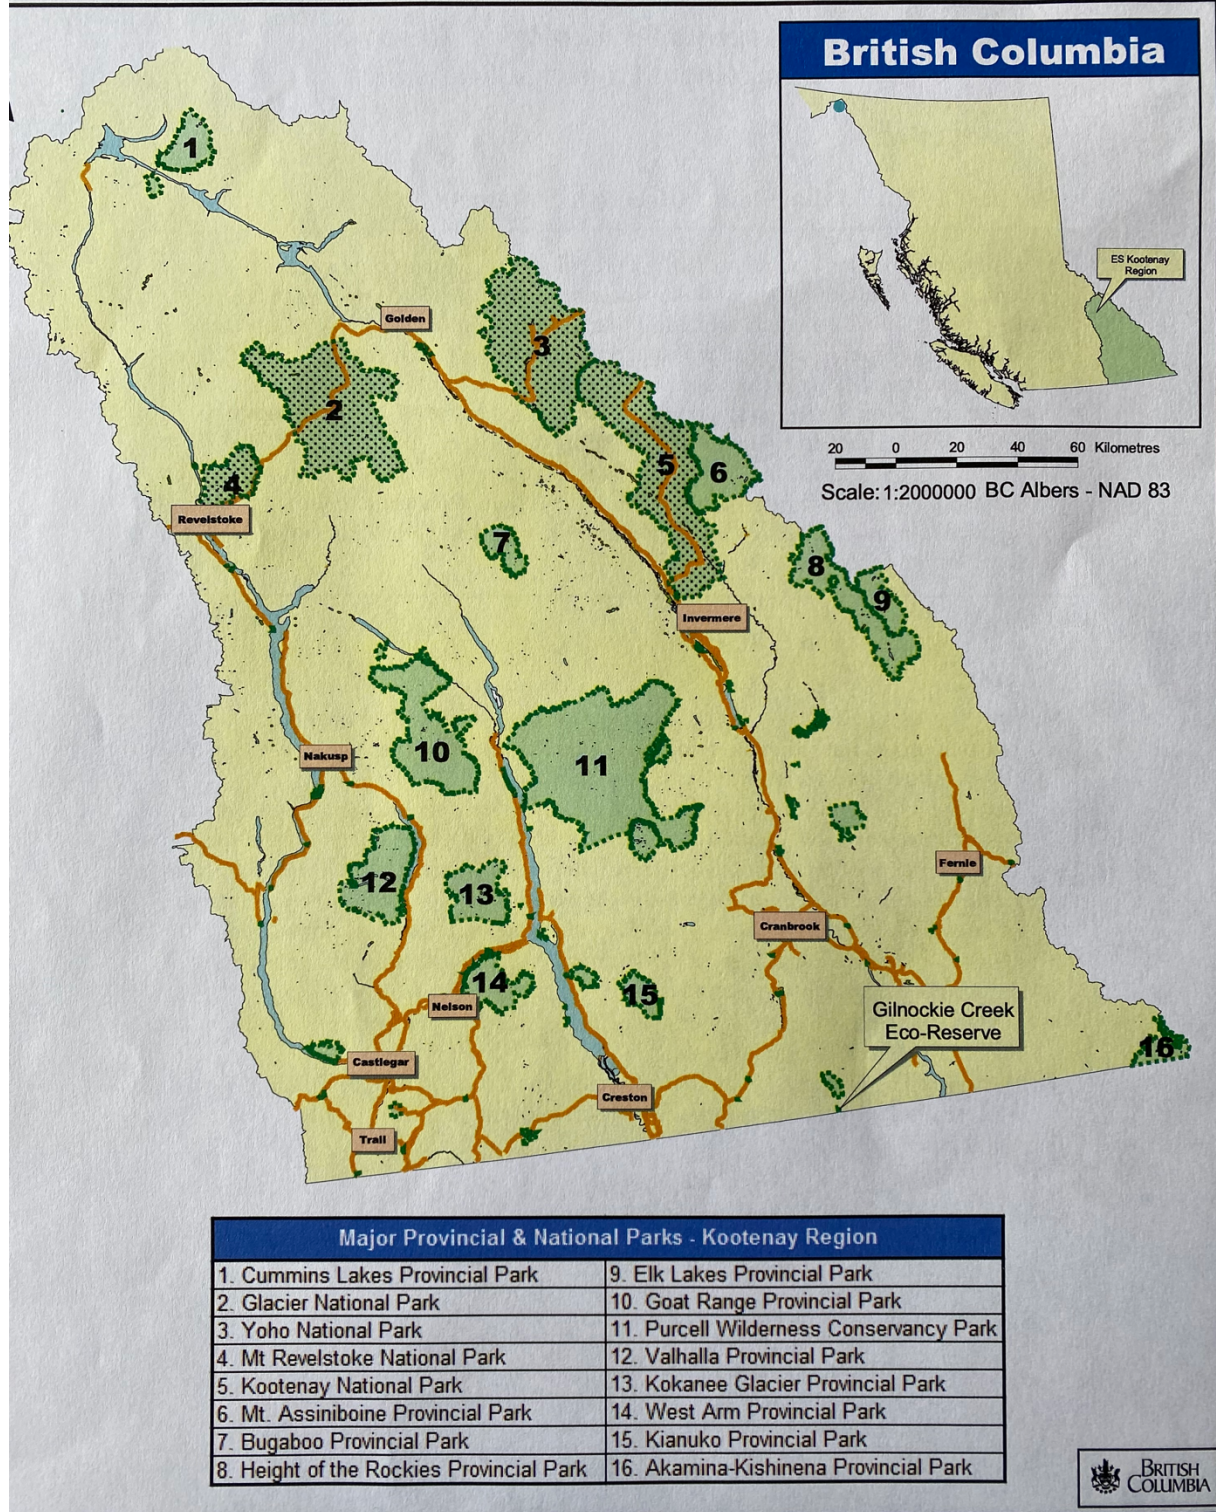 British Columbia
ES Kootenay
Region
20 0 20 40 60 Kilometres
Scale: 1:2000000 BC Albers - NAD 83
1
Golden
3
2
5
6
4
Revelstoke
7
8
9
Invermere
10
11
Nakusp
12
13
Fernie
Cranbrook
14
15
Nelson
Gilnockie Creek
Eco-Reserve
16
Castlegar
Creston
Trail
Major Provincial & National Parks - Kootenay Region
1. Cummins Lakes Provincial Park
9. Elk Lakes Provincial Park
2. Glacier National Park
10. Goat Range Provincial Park
3. Yoho National Park
11. Purcell Wilderness Conservancy Park
4. Mt Revelstoke National Park
12. Valhalla Provincial Park
5. Kootenay National Park
13. Kokanee Glacier Provincial Park
6. Mt. Assiniboine Provincial Park
14. West Arm Provincial Park
7. Bugaboo Provincial Park
15. Kianuko Provincial Park
8. Height of the Rockies Provincial Park
16. Akamina-Kishinena Provincial Park
BRITISH
COLUMBIA